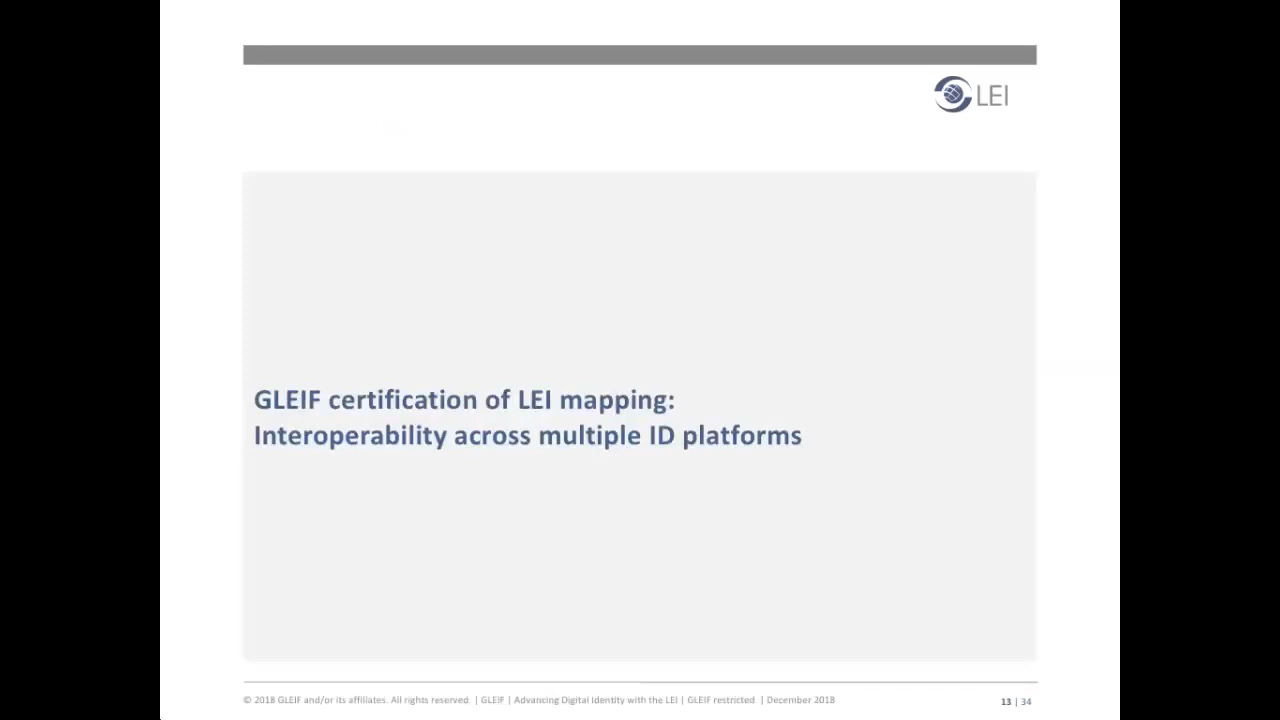 LEI
GLEIF certification of LEI mapping:
Interoperability across multiple ID platforms
© 2018 GLEIF and/or its affiliates. All rights reserved. | GLEIF | Advancing Digital Identity with the LEI | GLEIF restricted | December 2018
13 | 34